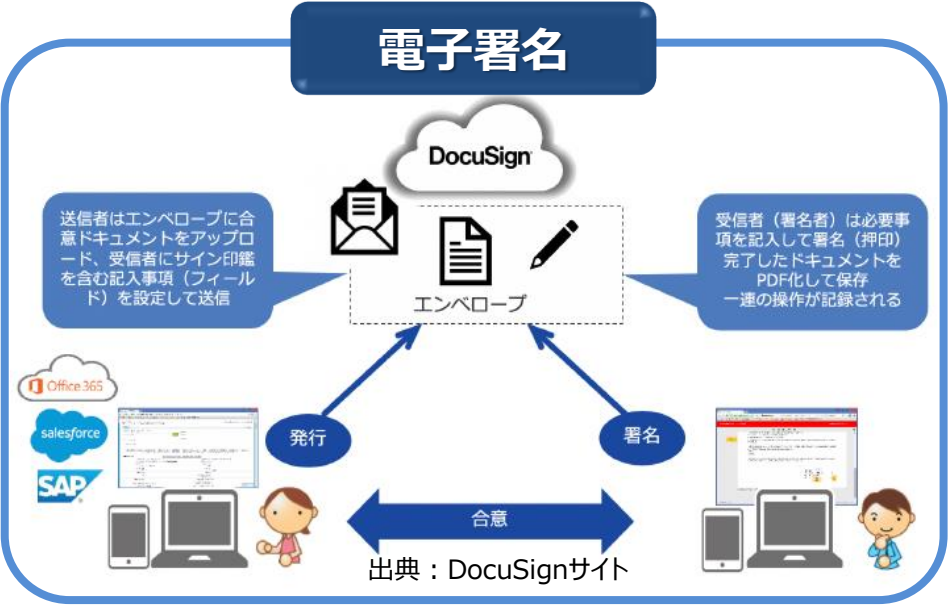 電子署名
DocuSign
送信者はエンベロープに合
意ドキュメントをアップロ
ード、受信者にサイン印鑑
を含む記入事項（フィール
ド）を設定して送信
受信者（署名者）は必要事
項を記入して署名（押印）
完了したドキュメントを
PDF化して保存
一連の操作が記録される
エンベロープ
Office 365
salesforce
SAP
発行
署名
合意
出典：DocuSignサイト